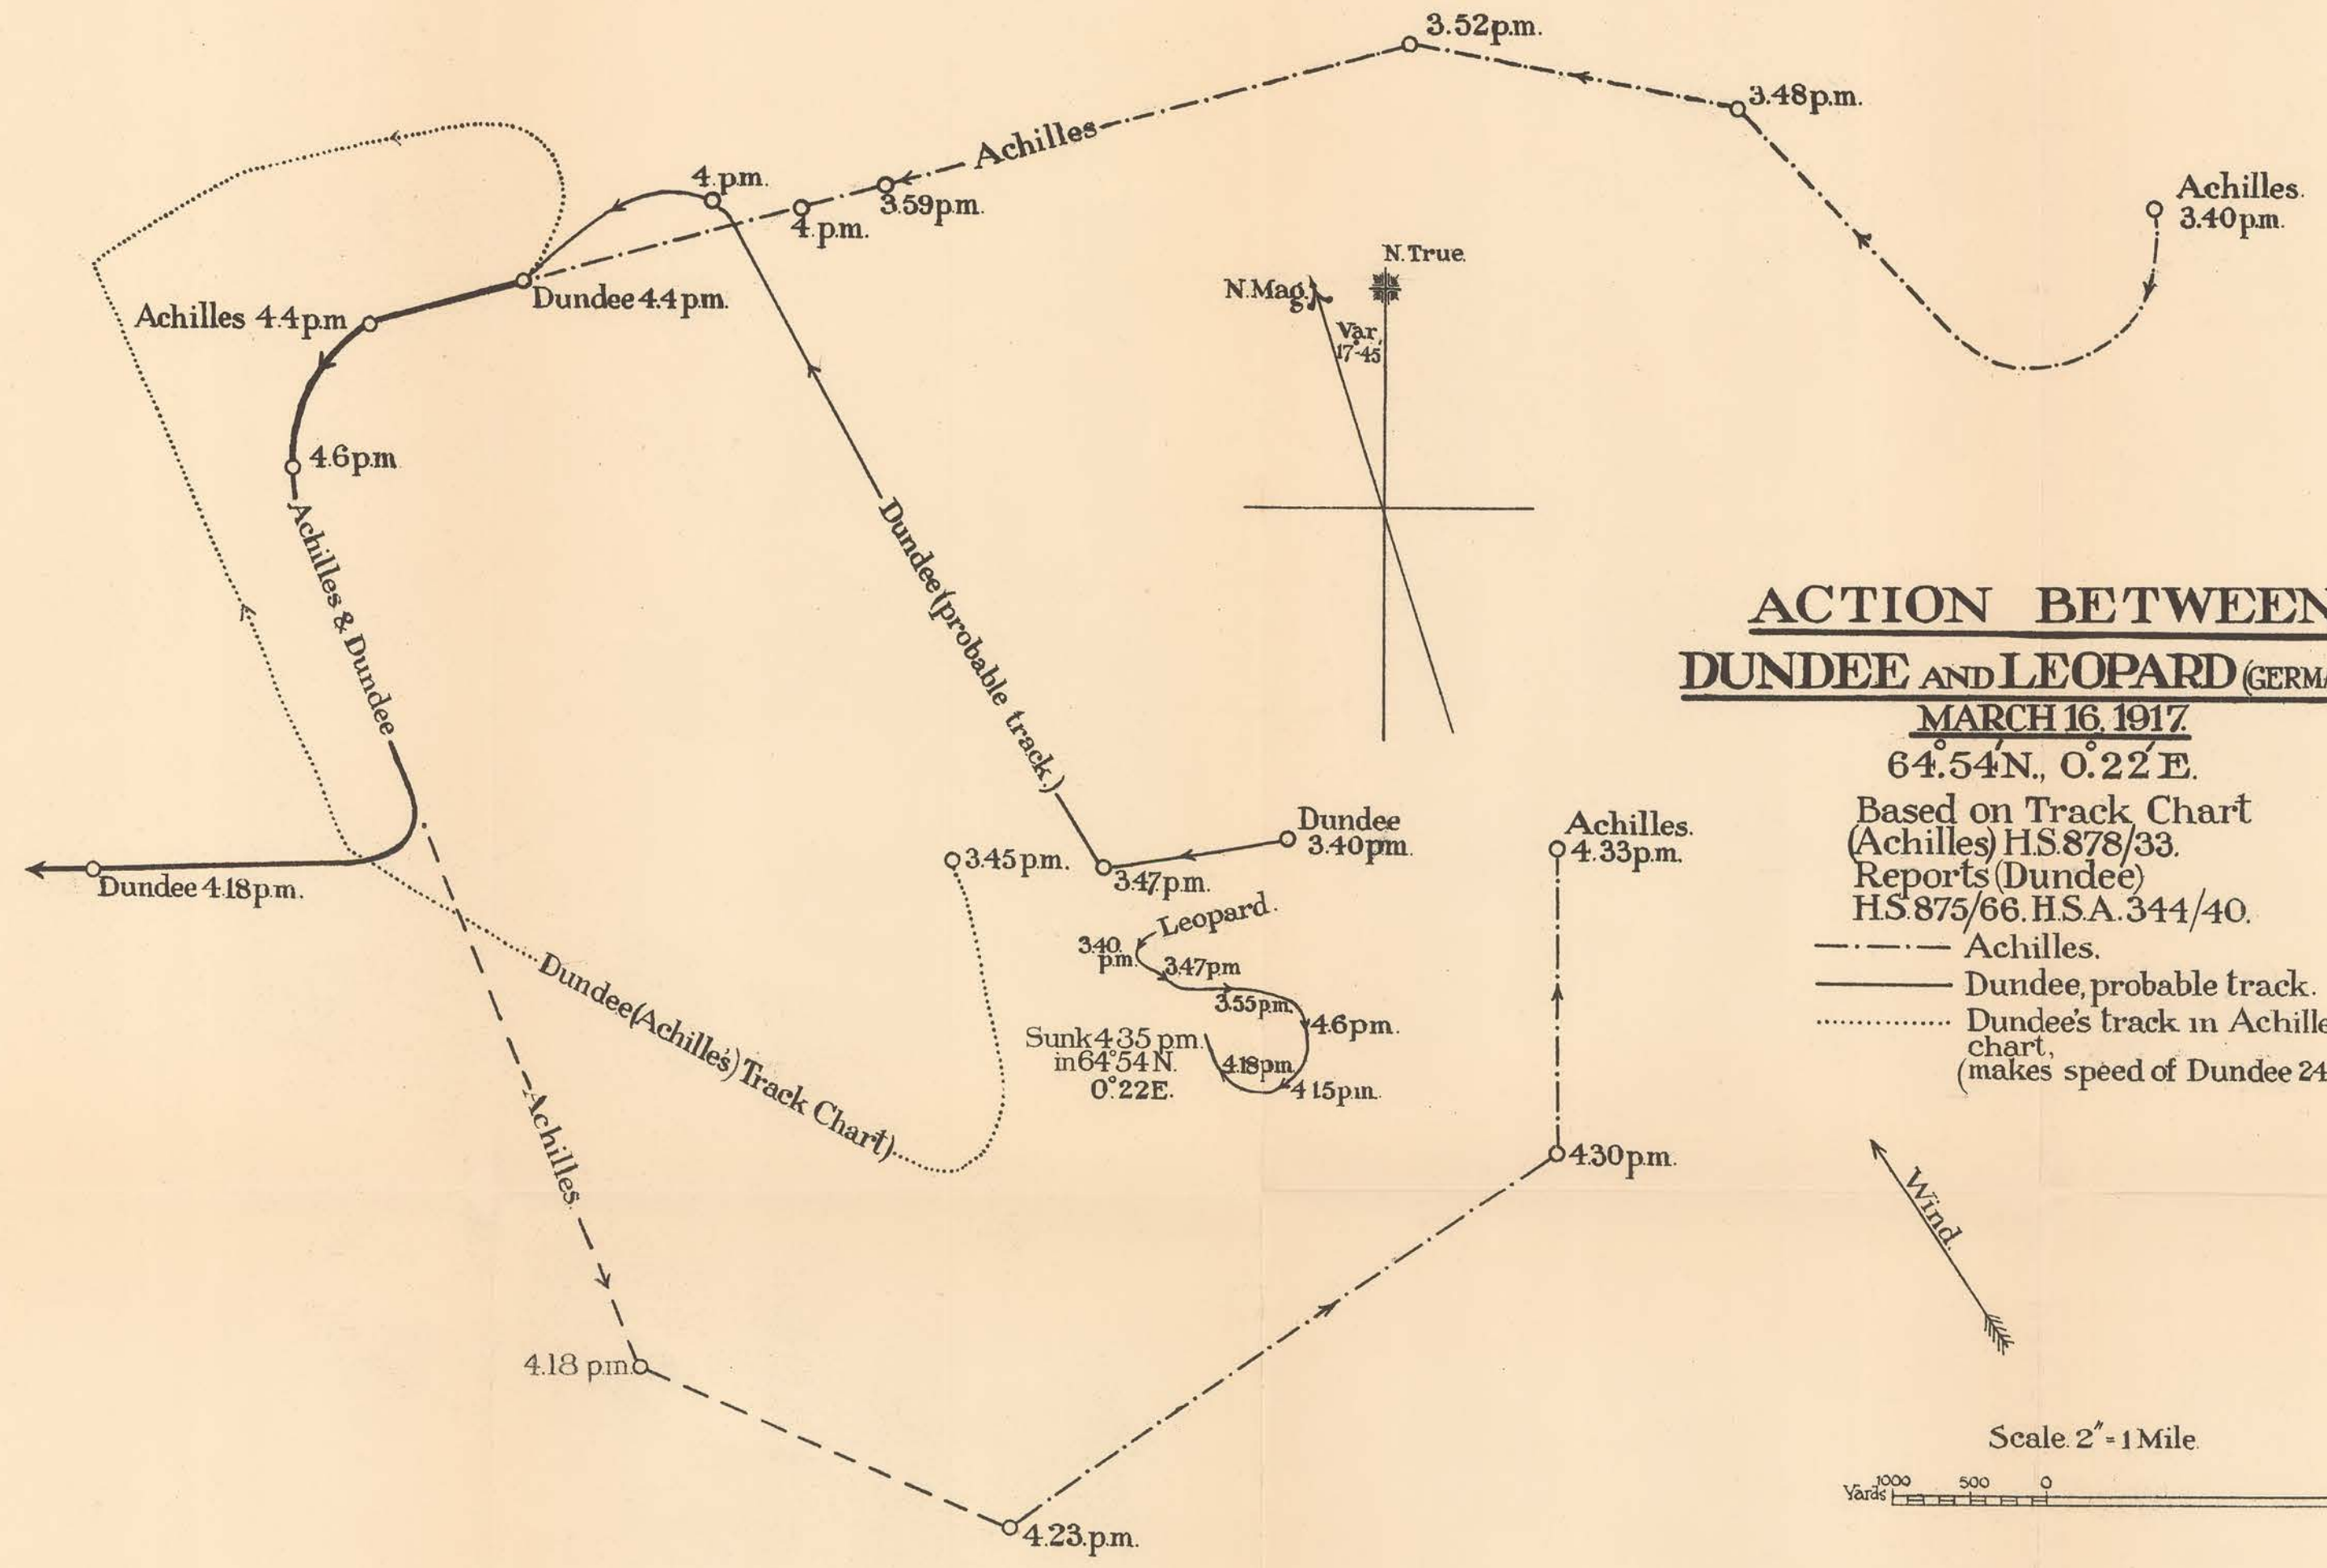 3.52p.m.
3.48p.m.
Achilles.
3.40p.m.
Achilles
3.59p.m.
4.p.m.
4.p.m.
Dundee 4.4p.m.
Achilles 4.4p.m
4.6p.m
Achilles & Dundee
Dundee (probable track.)
N.True.
N.Mag.
Var.
17°45'
ACTION BETWEEN
DUNDEE AND LEOPARD (GERMA
MARCH 16, 1917.
64°.54'N., 0°.22'E.
Based on Track Chart
(Achilles) H.S.878/33.
Reports (Dundee)
H.S.875/66. H.S.A.344/40.
Achilles.
Dundee, probable track.
Dundee's track in Achille
chart,
(makes speed of Dundee 24
Dundee
3.40p.m.
3.47p.m.
3.45p.m.
Dundee 4.18p.m.
Leopard.
3.40.
p.m.
3.47pm
3.55p.m.
4.6pm.
4.15p.m.
4.18pm
Sunk 4.35 p.m.
in 64°54'N.
0°22E.
Achilles.
4.33p.m.
4.30p.m.
Dundee (Achilles') Track Chart)
Achilles.
4.18 p.m.
4.23.p.m.
Wind.
Scale. 2" = 1 Mile.
Yards 1000 500 0